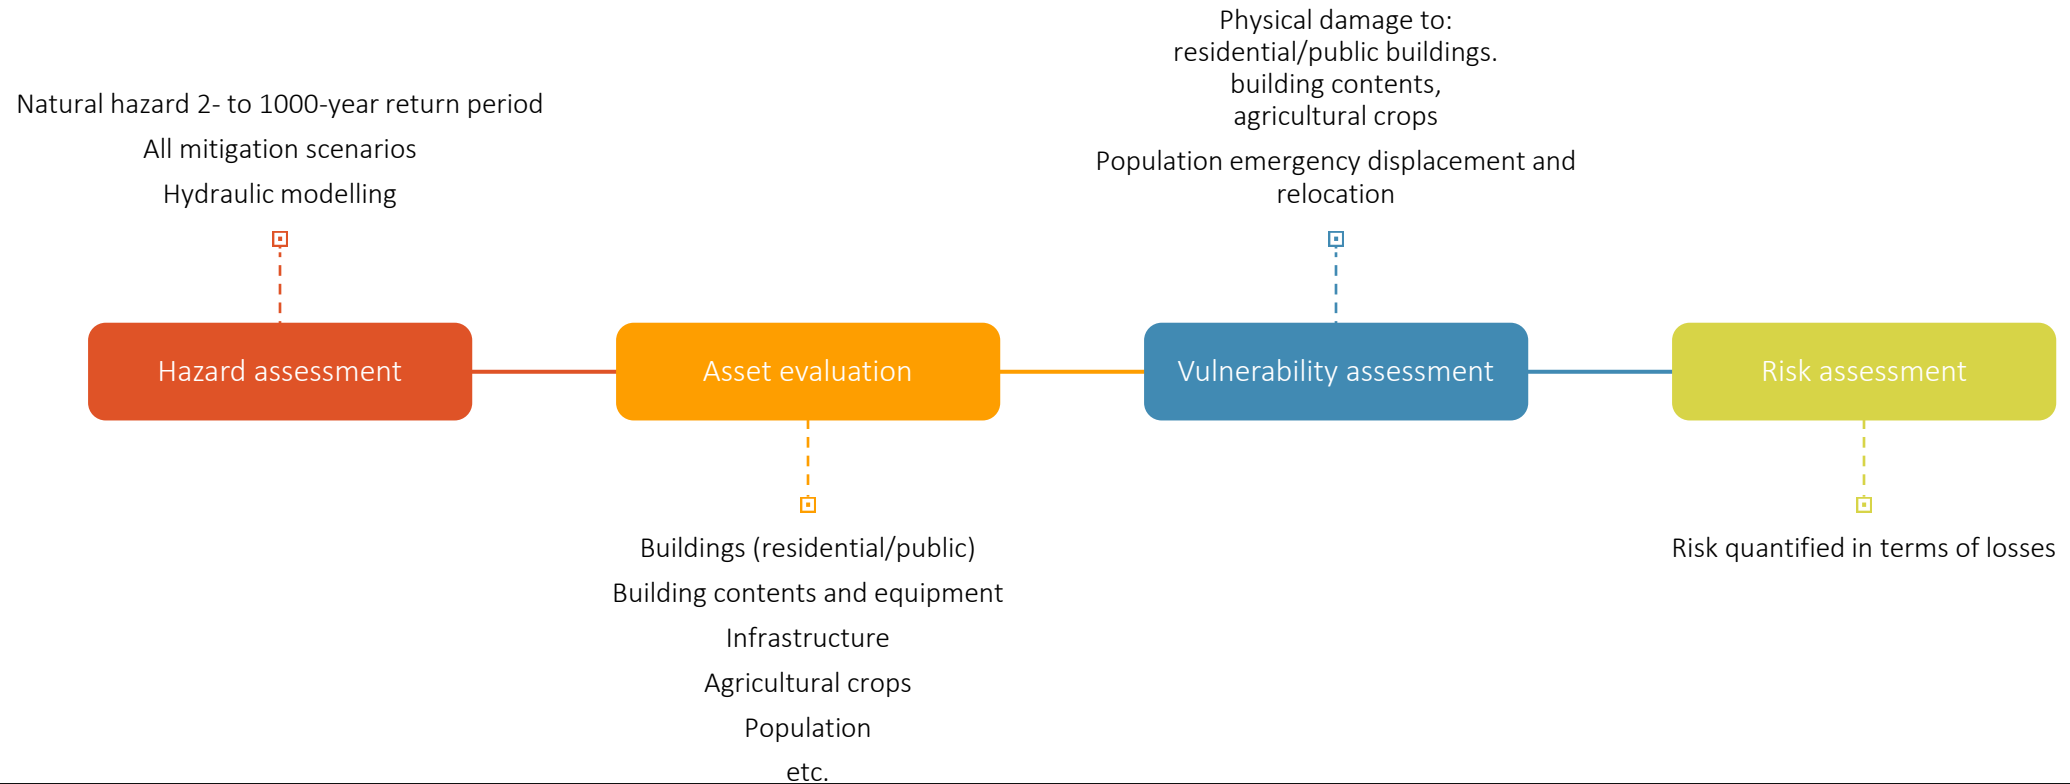 Natural hazard 2- to 1000-year return period
All mitigation scenarios
Hydraulic modelling
Hazard assessment
Asset evaluation
Buildings (residential/public)
Building contents and equipment
Infrastructure
Agricultural crops
Population
etc.
Physical damage to:
residential/public buildings.
building contents,
agricultural crops
Population emergency displacement and
relocation
Vulnerability assessment
Risk assessment
Risk quantified in terms of losses